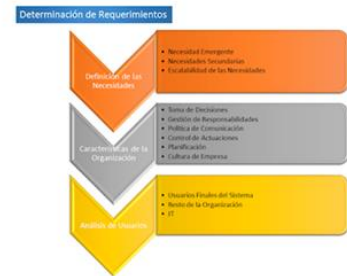 Determinación de Requerimientos
Definición de las
Necesidades
• Necesidad Emergente
• Necesidades Secundarias
• Escalabilidad de las Necesidades
Características de la
Organización
• Toma de Decisiones
• Gestión de Responsabilidades
• Política de Comunicación
• Control de Actuaciones
• Planificación
• Cultura de Empresa
Análisis de Usuarios
• Usuarios Finales del Sistema
• Resto de la Organización
• IT